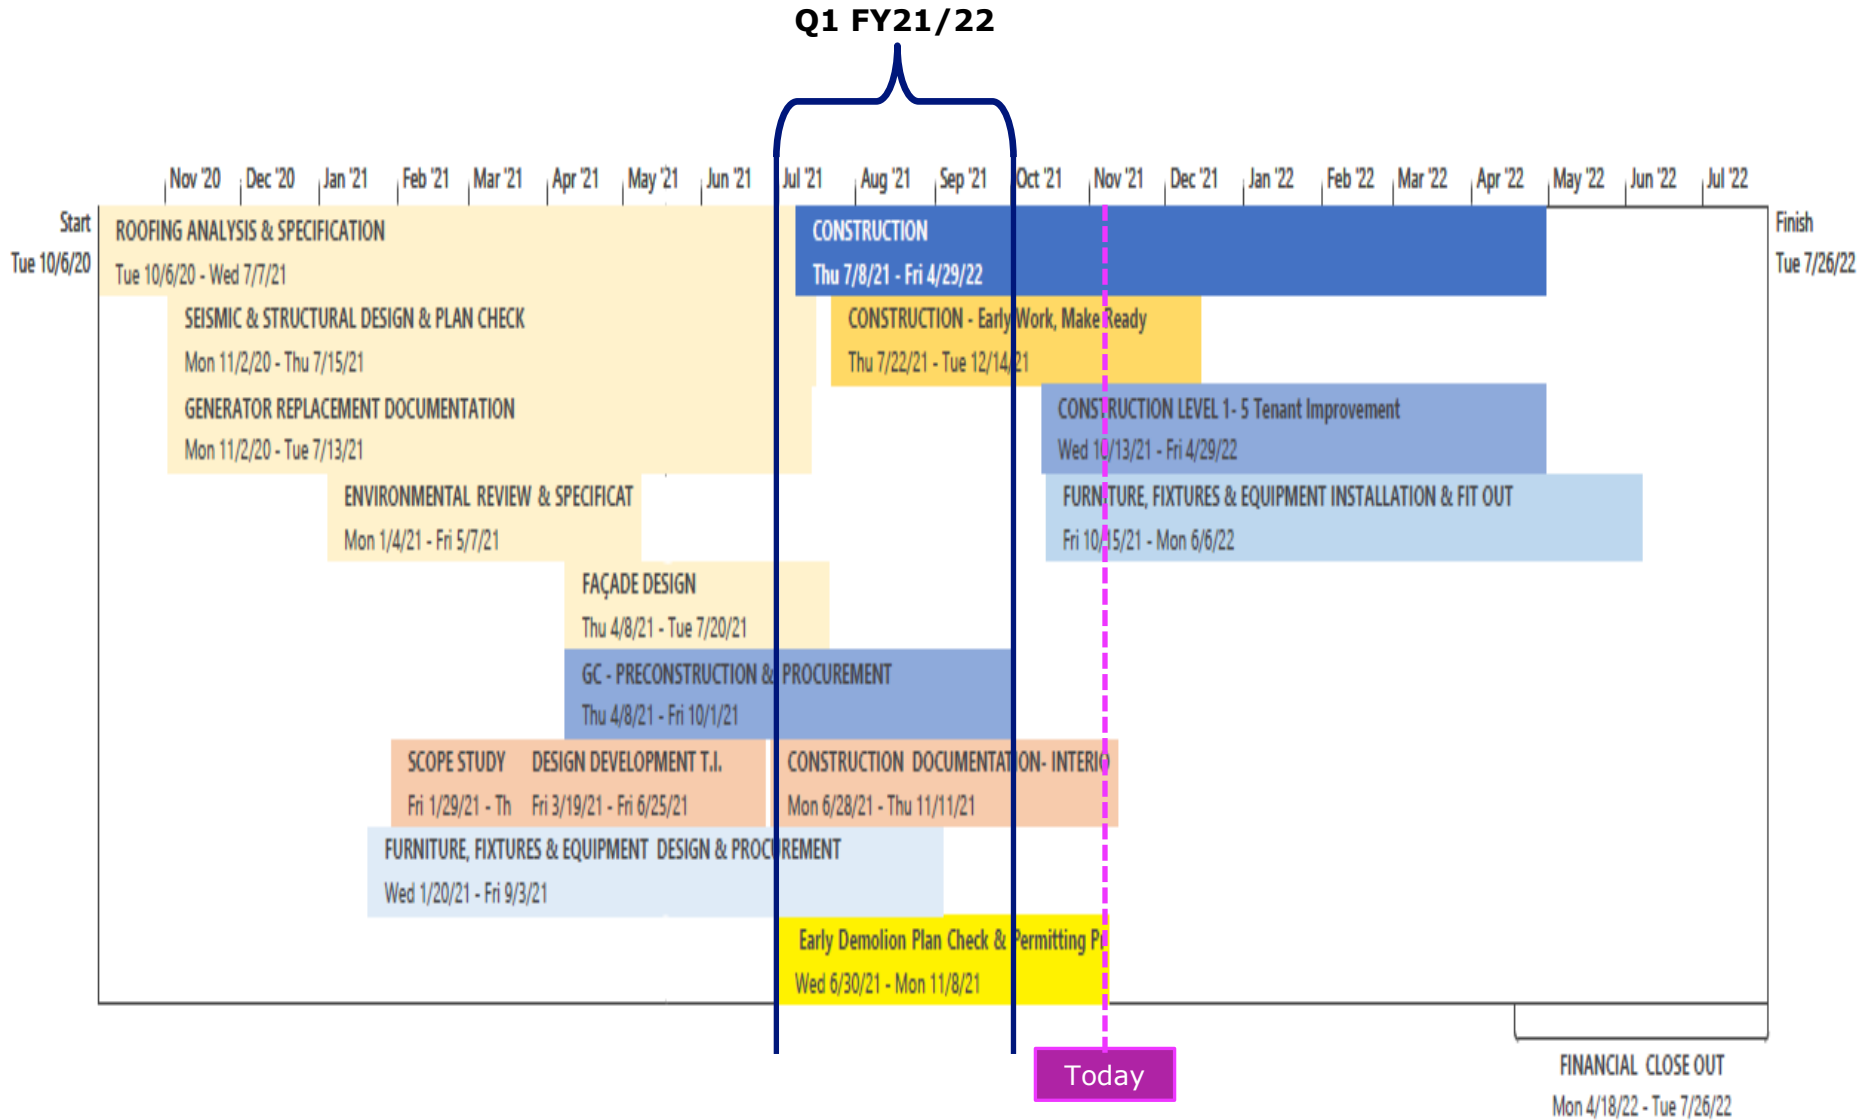 Q1 FY21/22
Nov '20 Dec '20 Jan '21 Feb '21 Mar '21 Apr '21 May '21 Jun '21 Jul '21 Aug '21 Sep '21 Oct '21 Nov '21 Dec '21 Jan '22 Feb '22 Mar '22 Apr '22 May '22 Jun '22 Jul '22
Start
Tue 10/6/20
Finish
Tue 7/26/22
ROOFING ANALYSIS & SPECIFICATION
Tue 10/6/20 - Wed 7/7/21
CONSTRUCTION
Thu 7/8/21 - Fri 4/29/22
SEISMIC & STRUCTURAL DESIGN & PLAN CHECK
Mon 11/2/20 - Thu 7/15/21
CONSTRUCTION - Early Work, Make Ready
Thu 7/22/21 - Tue 12/14/21
GENERATOR REPLACEMENT DOCUMENTATION
Mon 11/2/20 - Tue 7/13/21
CONSTRUCTION LEVEL 1- 5 Tenant Improvement
Wed 10/13/21 - Fri 4/29/22
ENVIRONMENTAL REVIEW & SPECIFICAT
Mon 1/4/21 - Fri 5/7/21
FURNITURE, FIXTURES & EQUIPMENT INSTALLATION & FIT OUT
Fri 10/15/21 - Mon 6/6/22
FAÇADE DESIGN
Thu 4/8/21 - Tue 7/20/21
GC - PRECONSTRUCTION & PROCUREMENT
Thu 4/8/21 - Fri 10/1/21
SCOPE STUDY
Fri 1/29/21 - Th
DESIGN DEVELOPMENT T.I.
Fri 3/19/21 - Fri 6/25/21
CONSTRUCTION DOCUMENTATION- INTERIO
Mon 6/28/21 - Thu 11/11/21
FURNITURE, FIXTURES & EQUIPMENT DESIGN & PROCUREMENT
Wed 1/20/21 - Fri 9/3/21
Early Demolion Plan Check & Permitting Pr
Wed 6/30/21 - Mon 11/8/21
Today
FINANCIAL CLOSE OUT
Mon 4/18/22 - Tue 7/26/22